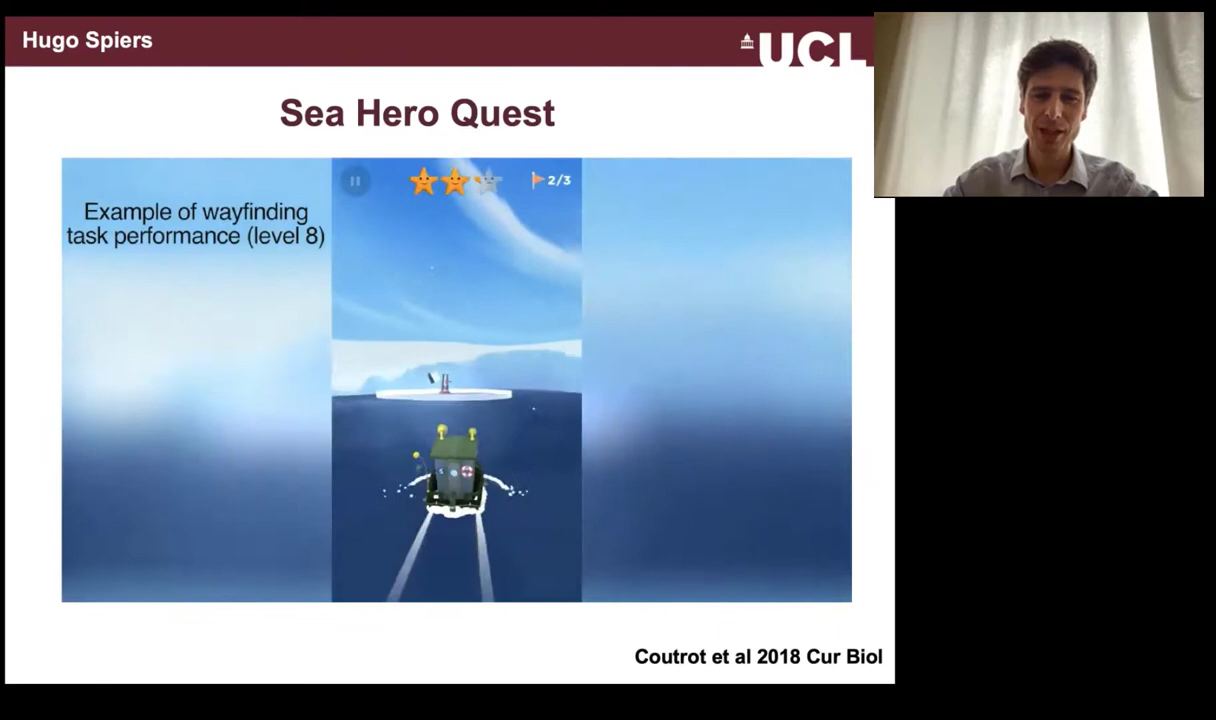 Hugo Spiers
UCL
Sea Hero Quest
2/3
Example of wayfinding
task performance (level 8)
Coutrot et al 2018 Cur Biol